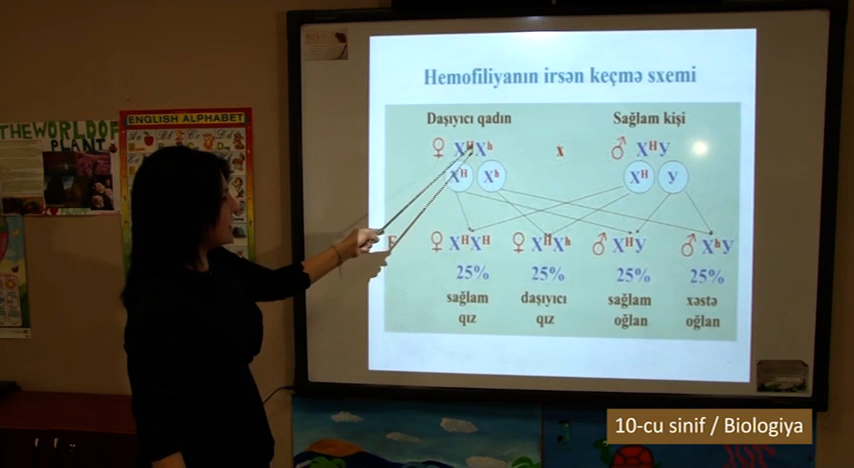 Hemofiliyanın irsən keçmə sxemi
Daşıyıcı qadın Sağlam kişi
♀ XᴴXʰ x ♂ XᴴY
Xᴴ Xʰ Xᴴ Y
F ♀ XᴴXᴴ ♀ XᴴXʰ ♂ XᴴY ♂ XʰY
25% 25% 25% 25%
sağlam daşıyıcı sağlam xəstə
qız qız oğlan oğlan
THE WORLD OF
PLANT
ENGLISH ALPHABET
10-cu sinif / Biologiya